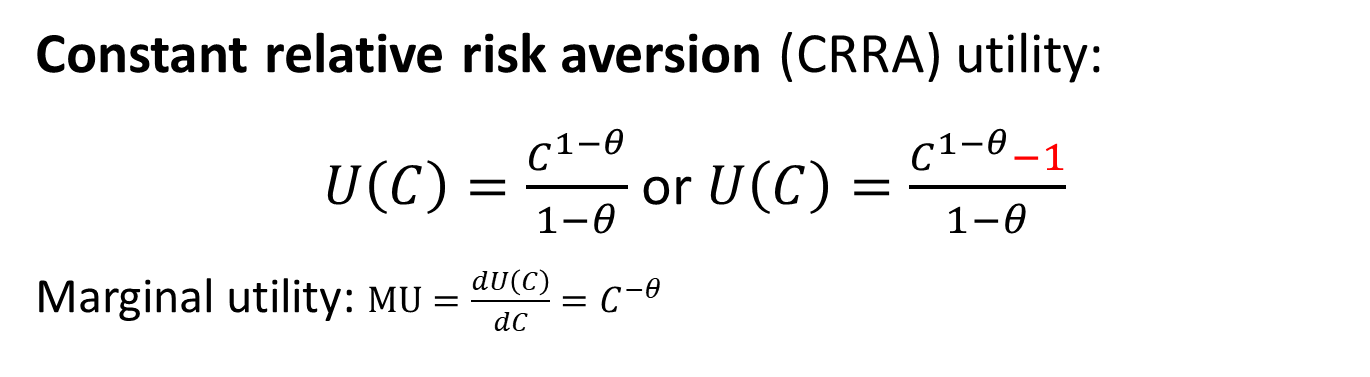 Constant relative risk aversion (CRRA) utility:
U(C) = C^{1−θ}/1−θ or U(C) = C^{1−θ}−1/1−θ
Marginal utility: MU = dU(C)/dC = C^{−θ}